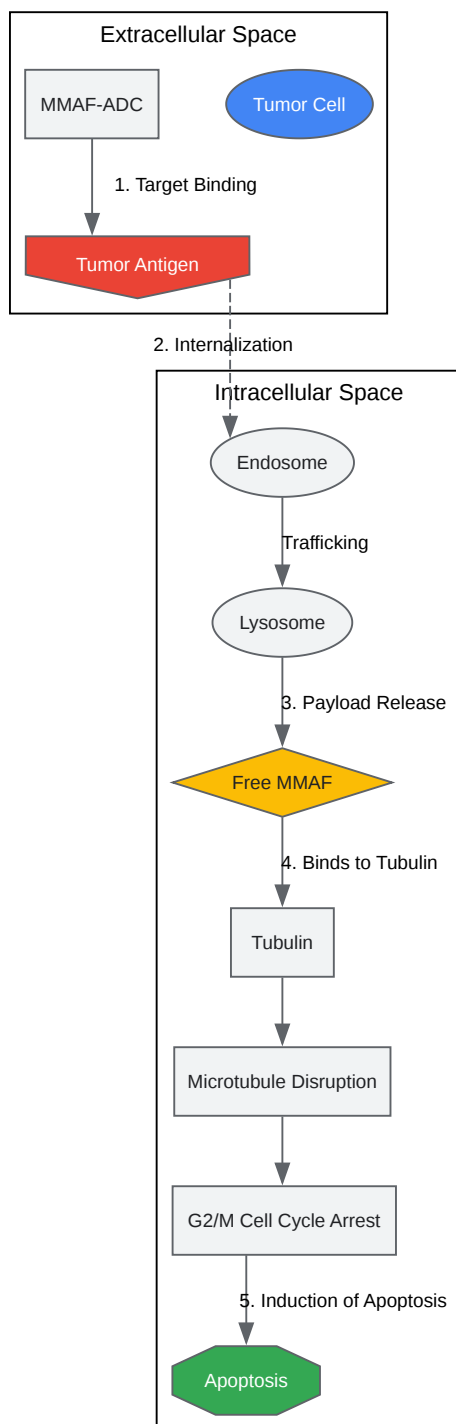 Extracellular Space
MMAF-ADC
Tumor Cell
1. Target Binding
Tumor Antigen
2. Internalization
Intracellular Space
Endosome
Trafficking
Lysosome
3. Payload Release
Free MMAF
4. Binds to Tubulin
Tubulin
Microtubule Disruption
G2/M Cell Cycle Arrest
5. Induction of Apoptosis
Apoptosis